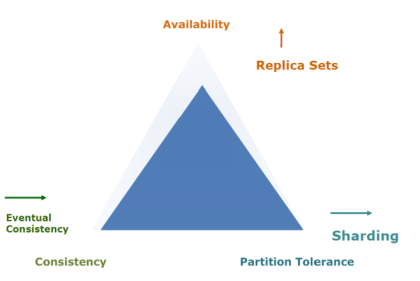 Availability
Replica Sets
Eventual
Consistency
Sharding
Consistency
Partition Tolerance